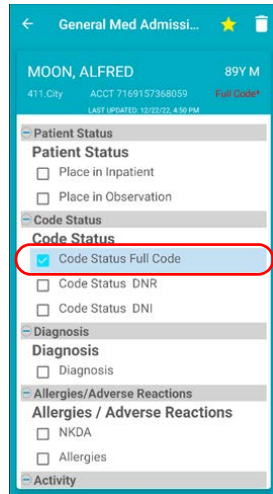 General Med Admissi...
MOON, ALFRED 89Y M
411.City ACCT 7169157368059 Full Code*
LAST UPDATED: 12/22/22, 4:50 PM
Patient Status
Patient Status
Place in Inpatient
Place in Observation
Code Status
Code Status
Code Status Full Code
Code Status DNR
Code Status DNI
Diagnosis
Diagnosis
Diagnosis
Allergies/Adverse Reactions
Allergies / Adverse Reactions
NKDA
Allergies
Activity